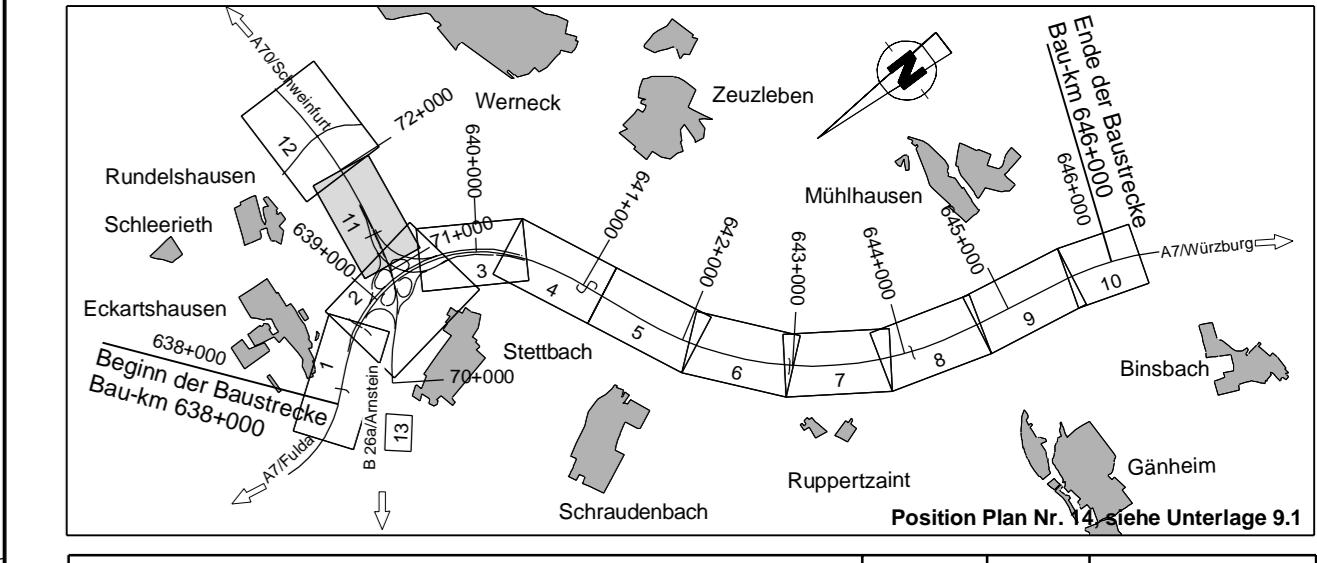 A70/Schweinfurt
Werneck
Zeuzleben
N
Ende der Baustrecke
Bau-km 646+000
12
72+000
640+000
Rundelshausen
Schleerieth
11
639+000
71+000
641+000
Mühlhausen
645+000
646+000
A7/Würzburg
642+000
643+000
644+000
Eckartshausen
2
3
4
5
6
7
8
9
10
638+000
Beginn der Baustrecke
Bau-km 638+000
1
Stettbach
70+000
Binsbach
B 26a/Arnstein
13
A7/Fulda
Schraudenbach
Ruppertzaint
Gänheim
Position Plan Nr. 14, siehe Unterlage 9.1